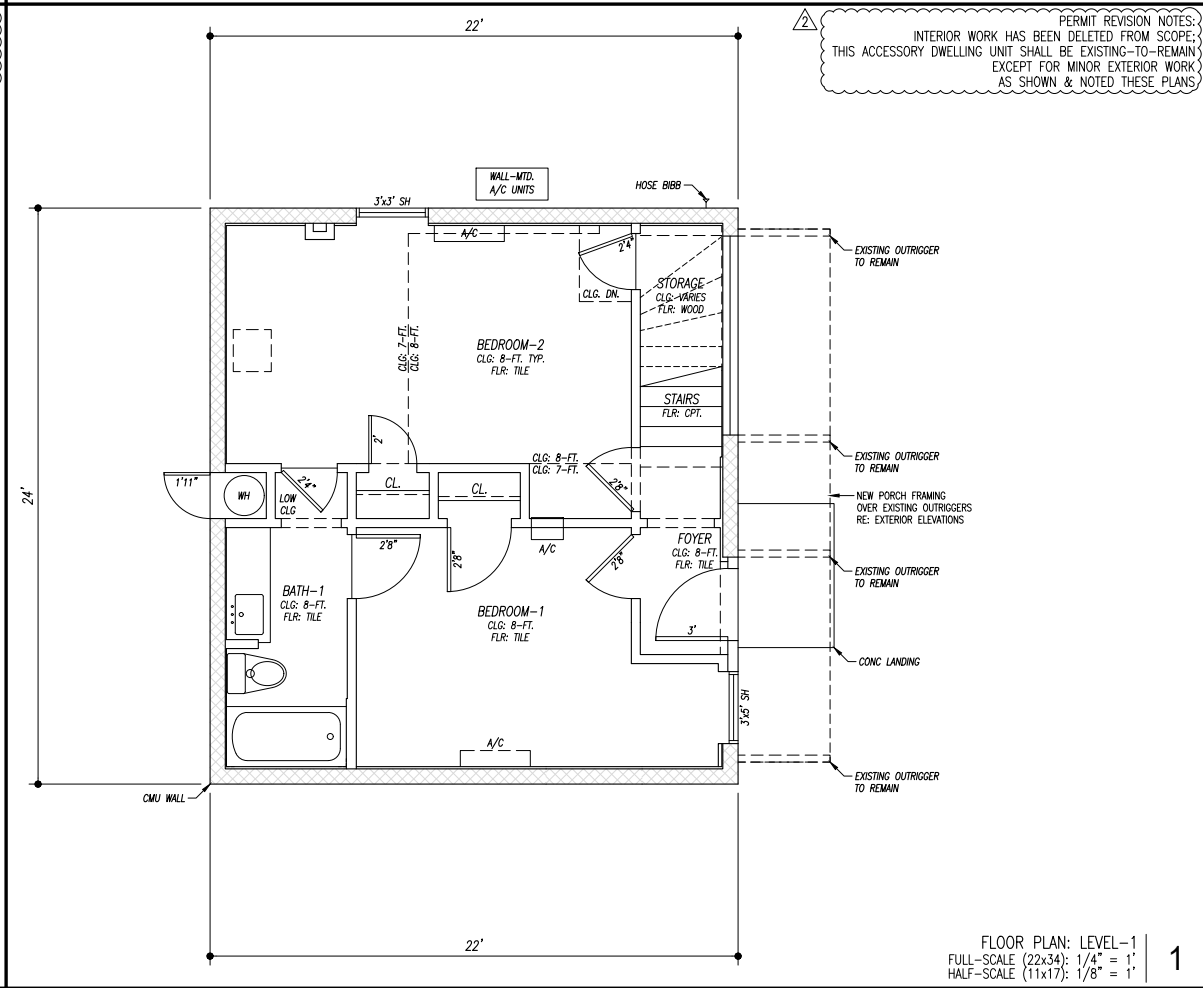 22'
2
PERMIT REVISION NOTES:
INTERIOR WORK HAS BEEN DELETED FROM SCOPE;
THIS ACCESSORY DWELLING UNIT SHALL BE EXISTING-TO-REMAIN
EXCEPT FOR MINOR EXTERIOR WORK
AS SHOWN & NOTED THESE PLANS
WALL-MTD.
A/C UNITS
HOSE BIBB
3'x3' SH
A/C
2'4"
CLG. DN.
STORAGE
CLG: VARIES
FLR: WOOD
EXISTING OUTRIGGER
TO REMAIN
CLG: 7-FT.
CLG: 8-FT.
BEDROOM-2
CLG: 8-FT. TYP.
FLR: TILE
STAIRS
FLR: CPT.
2'
CLG: 8-FT.
CLG: 7-FT.
EXISTING OUTRIGGER
TO REMAIN
24'
1'11"
WH
LOW
CLG
2'4"
CL.
CL.
2'8"
NEW PORCH FRAMING
OVER EXISTING OUTRIGGERS
RE: EXTERIOR ELEVATIONS
2'8"
2'8"
A/C
2'8"
FOYER
CLG: 8-FT.
FLR: TILE
EXISTING OUTRIGGER
TO REMAIN
BATH-1
CLG: 8-FT.
FLR: TILE
BEDROOM-1
CLG: 8-FT.
FLR: TILE
3'
CONC LANDING
3'x5' SH
A/C
EXISTING OUTRIGGER
TO REMAIN
CMU WALL
22'
FLOOR PLAN: LEVEL-1
FULL-SCALE (22x34): 1/4" = 1'
HALF-SCALE (11x17): 1/8" = 1'
1